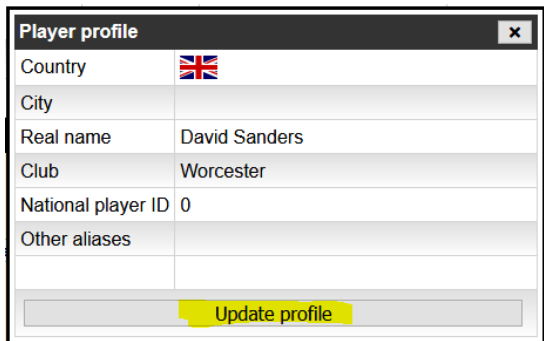 Player profile x
Country
City
Real name David Sanders
Club Worcester
National player ID 0
Other aliases
Update profile